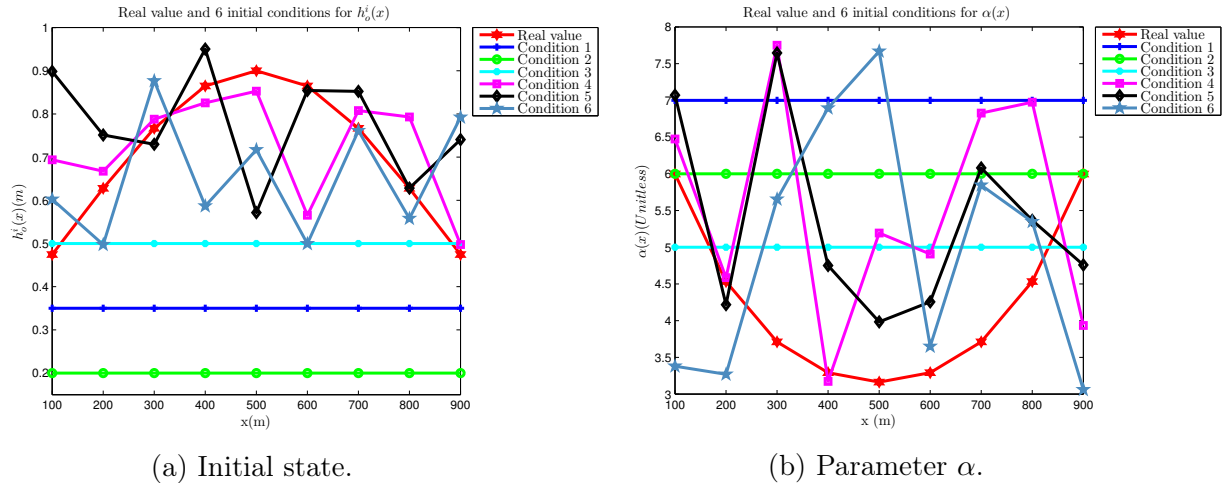 Real value and 6 initial conditions for $h_o^i(x)$
1
0.9
0.8
0.7
0.6
0.5
0.4
0.3
0.2
$h_o^i(x)(m)$
100 200 300 400 500 600 700 800 900
x(m)
Real value
Condition 1
Condition 2
Condition 3
Condition 4
Condition 5
Condition 6
(a) Initial state.
Real value and 6 initial conditions for α(x)
8
7.5
7
6.5
6
5.5
5
4.5
4
3.5
3
α(x)(Unitless)
100 200 300 400 500 600 700 800 900
x (m)
Real value
Condition 1
Condition 2
Condition 3
Condition 4
Condition 5
Condition 6
(b) Parameter α.